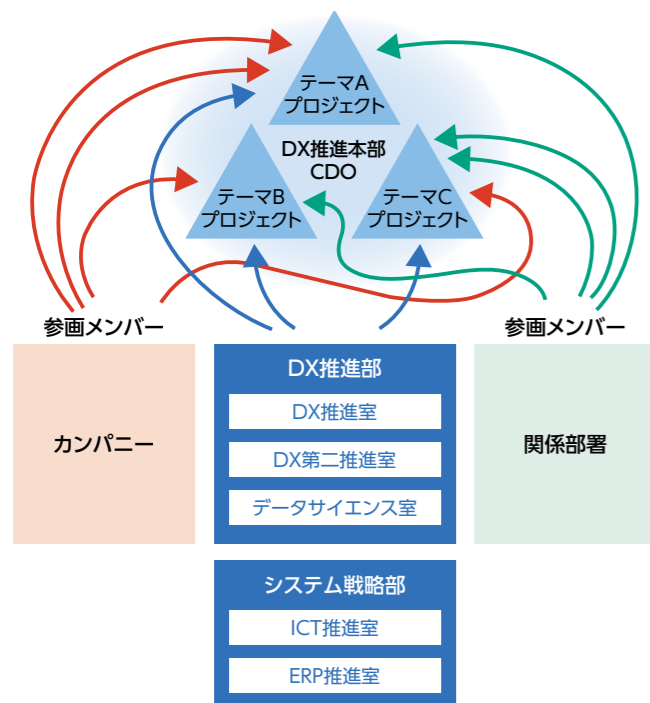 テーマA
プロジェクト
DX推進本部
CDO
テーマB
プロジェクト
テーマC
プロジェクト
参画メンバー
参画メンバー
カンパニー
DX推進部
DX推進室
DX第二推進室
データサイエンス室
関係部署
システム戦略部
ICT推進室
ERP推進室